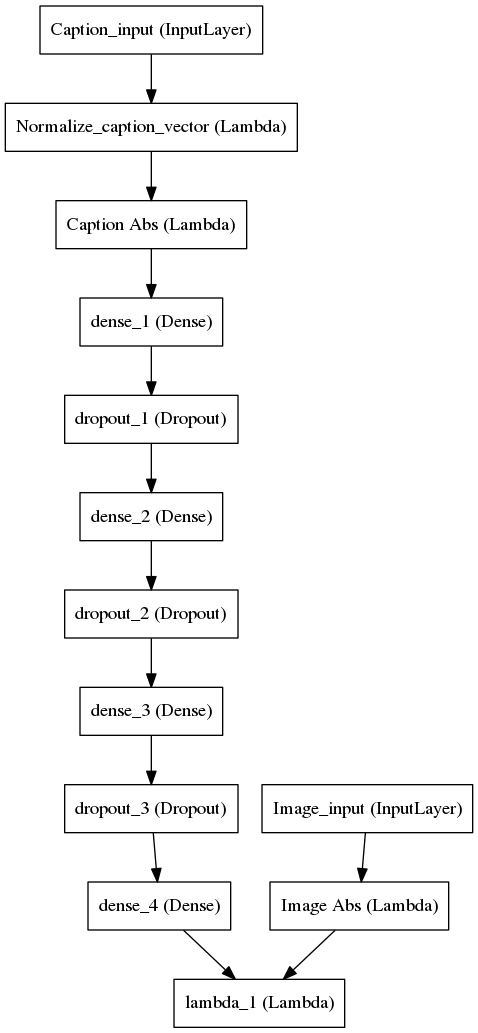 Caption_input (InputLayer)
Normalize_caption_vector (Lambda)
Caption Abs (Lambda)
dense_1 (Dense)
dropout_1 (Dropout)
dense_2 (Dense)
dropout_2 (Dropout)
dense_3 (Dense)
dropout_3 (Dropout)
Image_input (InputLayer)
dense_4 (Dense)
Image Abs (Lambda)
lambda_1 (Lambda)